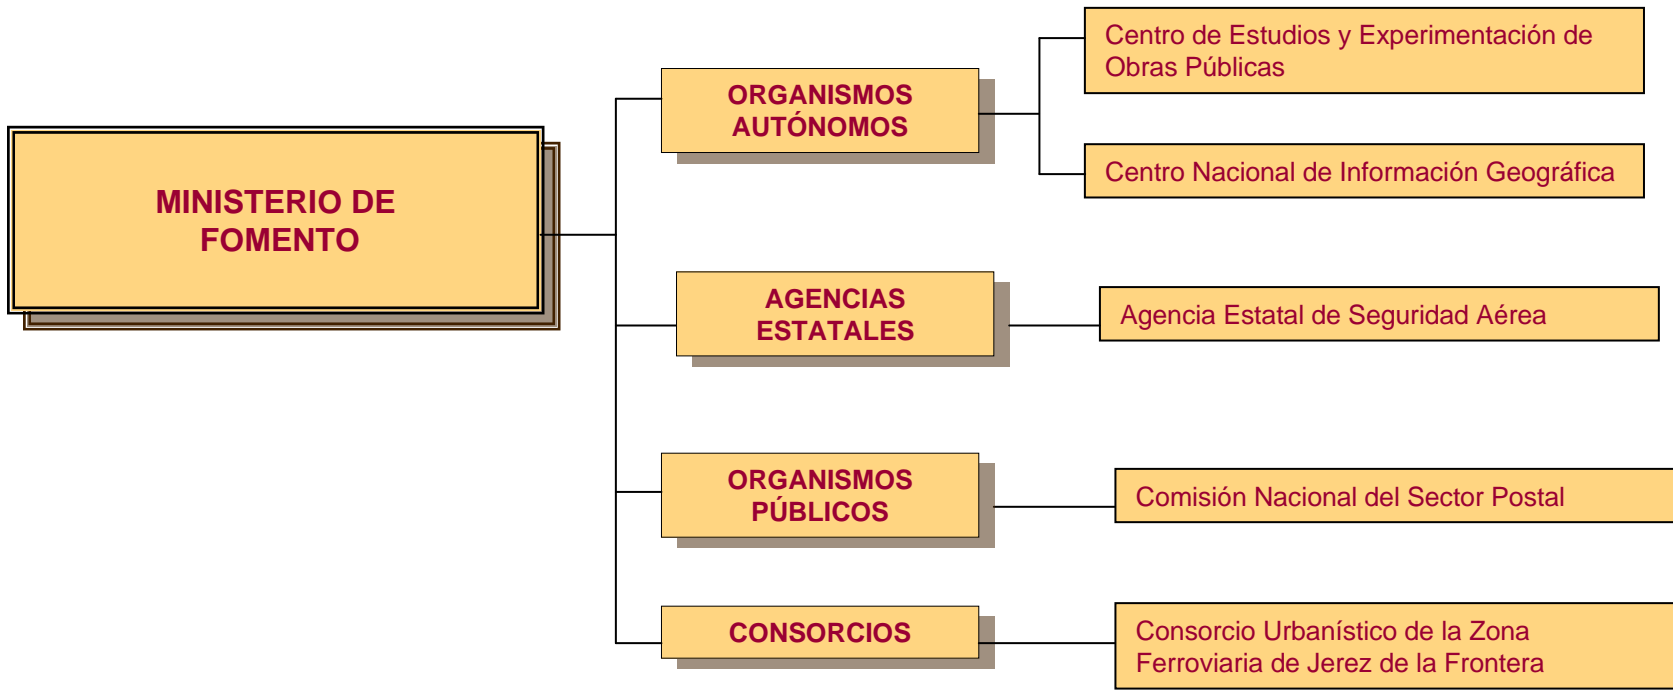 MINISTERIO DE
FOMENTO
ORGANISMOS
AUTÓNOMOS
Centro de Estudios y Experimentación de
Obras Públicas
Centro Nacional de Información Geográfica
AGENCIAS
ESTATALES
Agencia Estatal de Seguridad Aérea
ORGANISMOS
PÚBLICOS
Comisión Nacional del Sector Postal
CONSORCIOS
Consorcio Urbanístico de la Zona
Ferroviaria de Jerez de la Frontera